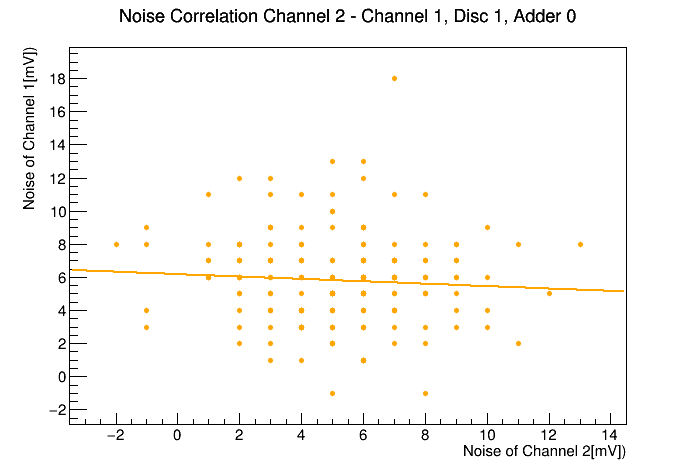 Noise Correlation Channel 2 - Channel 1, Disc 1, Adder 0
Noise of Channel 1[mV])
18
16
14
12
10
8
6
4
2
0
−2
−2 0 2 4 6 8 10 12 14
Noise of Channel 2[mV])